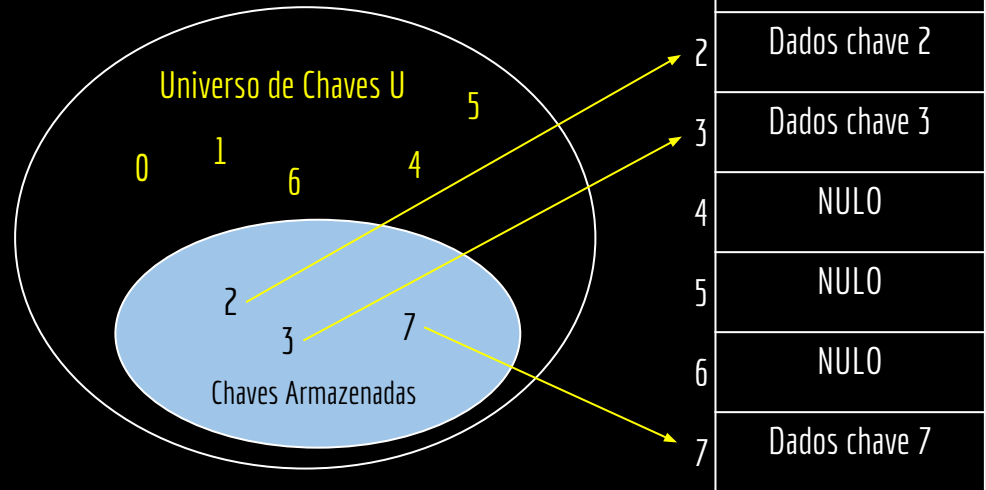 Universo de Chaves U
5
0
1
6
4
2
3
7
Chaves Armazenadas
2 Dados chave 2
3 Dados chave 3
4 NULO
5 NULO
6 NULO
7 Dados chave 7